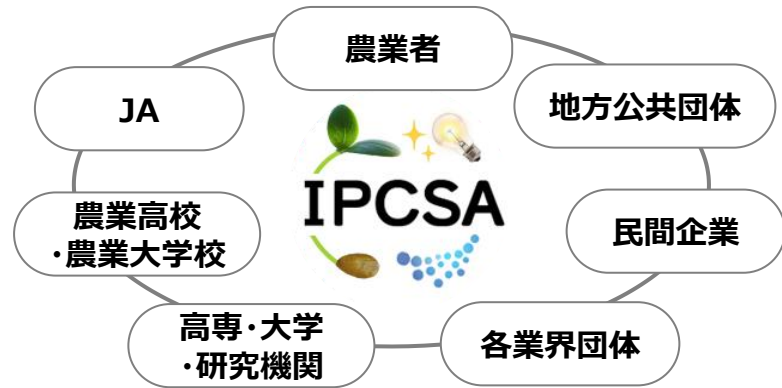 農業者
JA
地方公共団体
IPCSA
農業高校
・農業大学校
民間企業
高専・大学
・研究機関
各業界団体